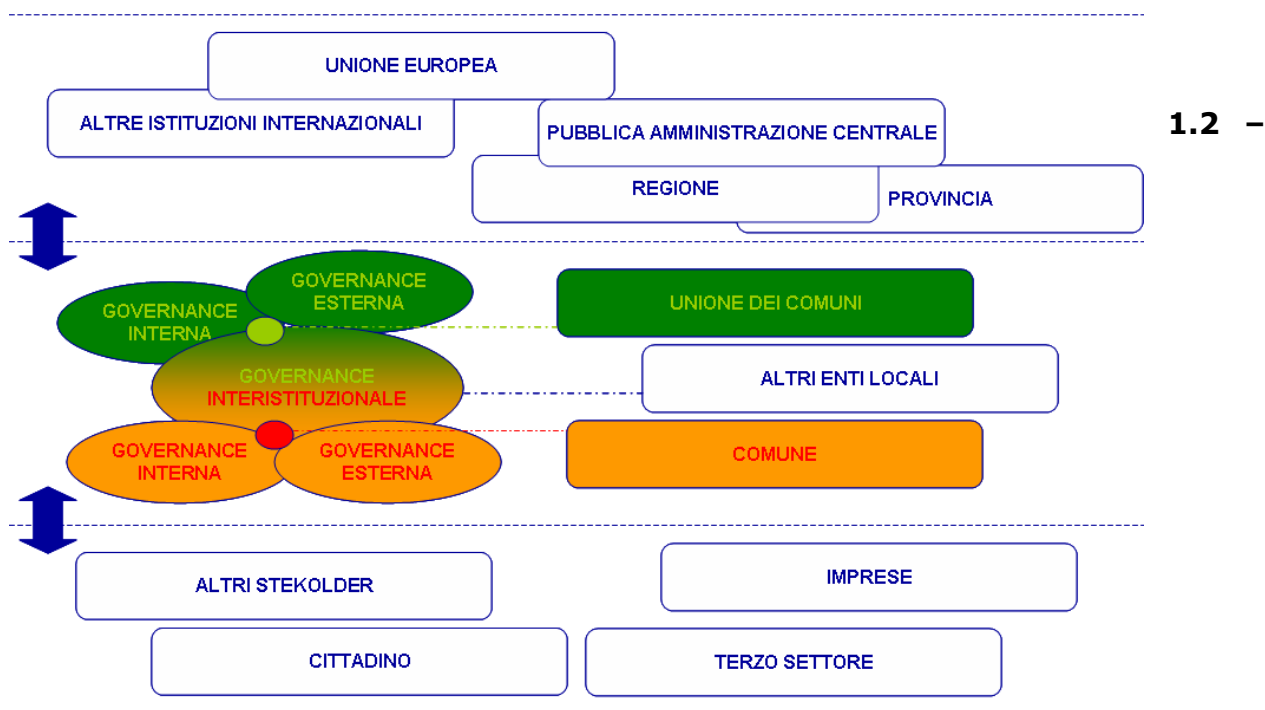 UNIONE EUROPEA
ALTRE ISTITUZIONI INTERNAZIONALI
PUBBLICA AMMINISTRAZIONE CENTRALE
1.2 –
REGIONE
PROVINCIA
GOVERNANCE
ESTERNA
GOVERNANCE
INTERNA
UNIONE DEI COMUNI
GOVERNANCE
INTERISTITUZIONALE
ALTRI ENTI LOCALI
GOVERNANCE
INTERNA
GOVERNANCE
ESTERNA
COMUNE
ALTRI STEKOLDER
IMPRESE
CITTADINO
TERZO SETTORE